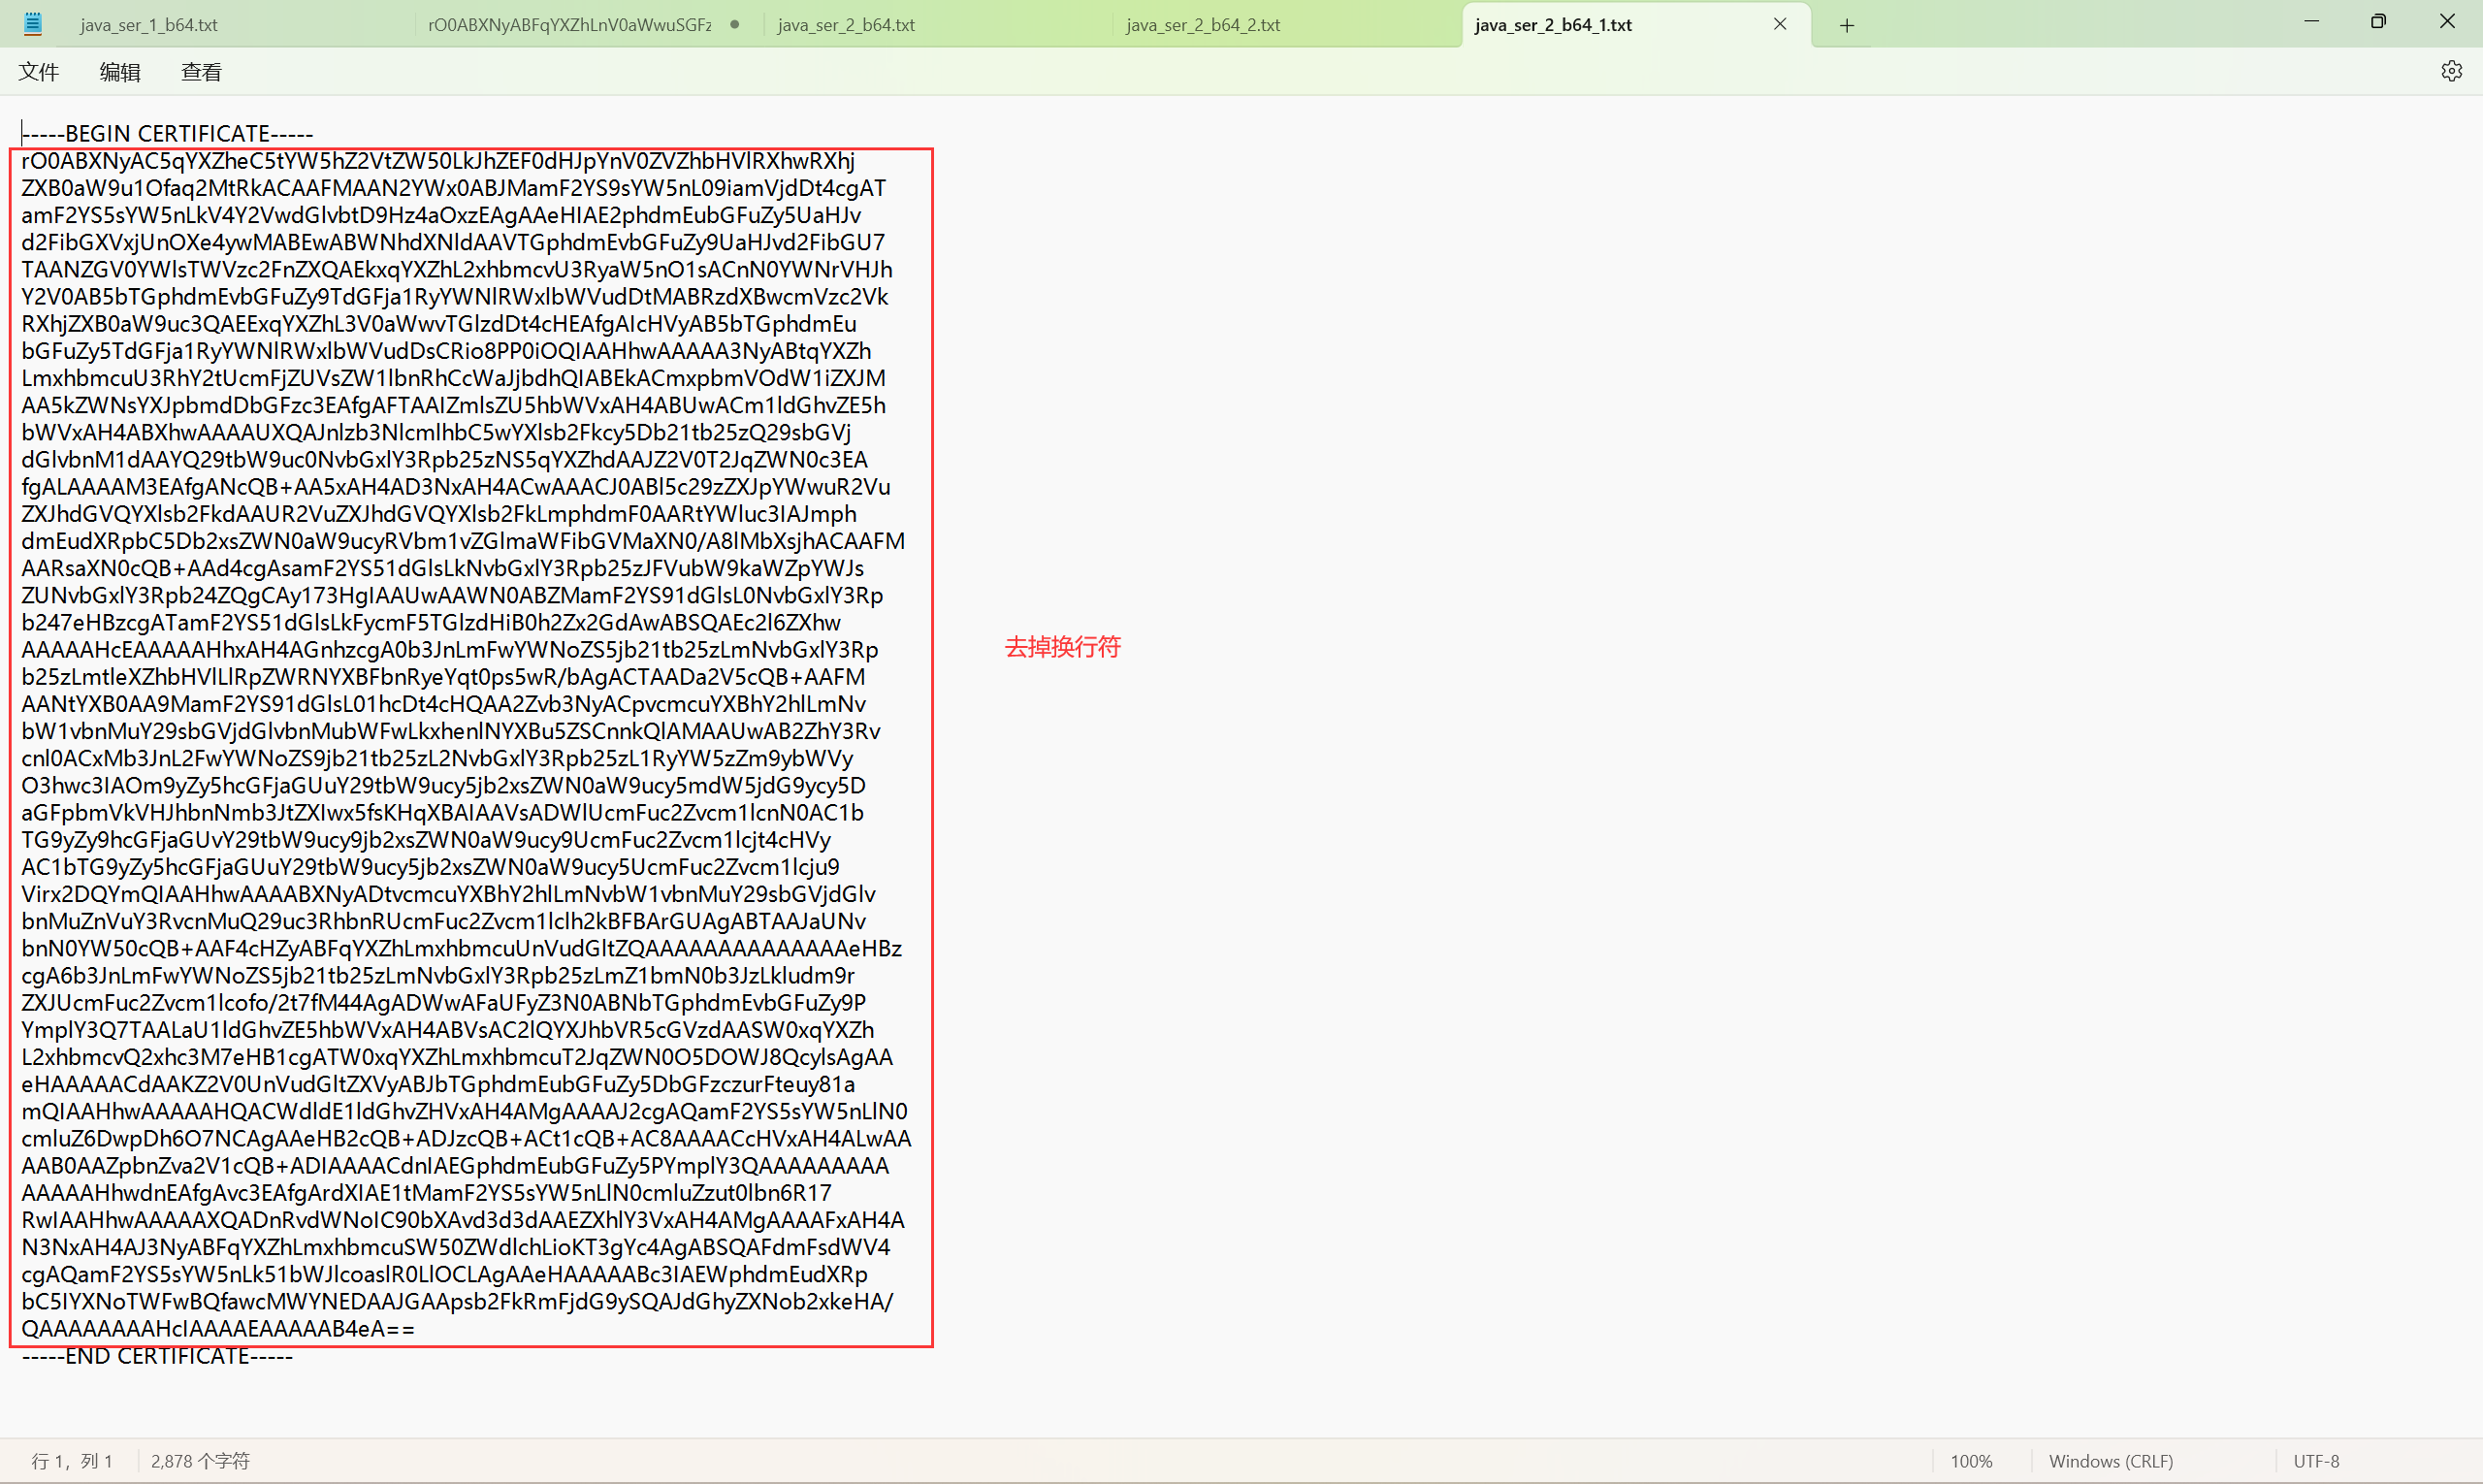 java_ser_1_b64.txt
rO0ABXNyABFqYXZhLnV0aWwuSGFz
java_ser_2_b64.txt
java_ser_2_b64_2.txt
java_ser_2_b64_1.txt
文件 编辑 查看
-----BEGIN CERTIFICATE-----
rO0ABXNyAC5qYXZheC5tYW5hZ2VtZW50LkJhZEF0dHJpYnV0ZVZhbHVlRXhwRXhj
ZXB0aW9u1Ofaq2MtRkACAAFMAAN2YWx0ABJMamF2YS9sYW5nL09iamVjdDt4cgAT
amF2YS5sYW5nLkV4Y2VwdGlvbtD9Hz4aOxzEAgAAeHIAE2phdmEubGFuZy5UaHJv
d2FibGXVxjUnOXe4ywMABEwABWNhdXNldAAVTGphdmEvbGFuZy9UaHJvd2FibGU7
TAANZGV0YWlsTWVzc2FnZXQAEkxqYXZhL2xhbmcvU3RyaW5nO1sACnN0YWNrVHJh
Y2V0AB5bTGphdmEvbGFuZy9TdGFja1RyYWNlRWxlbWVudDtMABRzdXBwcmVzc2Vk
RXhjZXB0aW9uc3QAEExqYXZhL3V0aWwvTGlzdDt4cHEAfgAIcHVyAB5bTGphdmEu
bGFuZy5TdGFja1RyYWNlRWxlbWVudDsCRio8PP0iOQIAAHhwAAAAA3NyABtqYXZh
LmxhbmcuU3RhY2tUcmFjZUVsZW1lbnRhCcWaJjbdhQIABEkACmxpbmVOdW1iZXJM
AA5kZWNsYXJpbmdDbGFzc3EAfgAFTAAIZmlsZU5hbWVxAH4ABUwACm1ldGhvZE5h
bWVxAH4ABXhwAAAAUXQAJnlzb3NlcmlhbC5wYXlsb2Fkcy5Db21tb25zQ29sbGVj
dGlvbnM1dAAYQ29tbW9uc0NvbGxlY3Rpb25zNS5qYXZhdAAJZ2V0T2JqZWN0c3EA
fgALAAAAM3EAfgANcQB+AA5xAH4AD3NxAH4ACwAAACJ0ABl5c29zZXJpYWwuR2Vu
ZXJhdGVQYXlsb2FkdAAUR2VuZXJhdGVQYXlsb2FkLmphdmF0AARtYWluc3IAJmph
dmEudXRpbC5Db2xsZWN0aW9ucyRVbm1vZGlmaWFibGVMaXN0/A8lMbXsjhACAAFM
AARsaXN0cQB+AAd4cgAsamF2YS51dGlsLkNvbGxlY3Rpb25zJFVubW9kaWZpYWJs
ZUNvbGxlY3Rpb24ZQgCAy173HgIAAUwAAWN0ABZMamF2YS91dGlsL0NvbGxlY3Rp
b247eHBzcgATamF2YS51dGlsLkFycmF5TGlzdHiB0h2Zx2GdAwABSQAEc2l6ZXhw
AAAAAHcEAAAAAHhxAH4AGnhzcgA0b3JnLmFwYWNoZS5jb21tb25zLmNvbGxlY3Rp
b25zLmtleXZhbHVlLlRpZWRNYXBFbnRyeYqt0ps5wR/bAgACTAADa2V5cQB+AAFM
AANtYXB0AA9MamF2YS91dGlsL01hcDt4cHQAA2Zvb3NyACpvcmcuYXBhY2hlLmNv
bW1vbnMuY29sbGVjdGlvbnMubWFwLkxhenlNYXBu5ZSCnnkQlAMAAUwAB2ZhY3Rv
cnl0ACxMb3JnL2FwYWNoZS9jb21tb25zL2NvbGxlY3Rpb25zL1RyYW5zZm9ybWVy
O3hwc3IAOm9yZy5hcGFjaGUuY29tbW9ucy5jb2xsZWN0aW9ucy5mdW5jdG9ycy5D
aGFpbmVkVHJhbnNmb3JtZXIwx5fsKHqXBAIAAVsADWlUcmFuc2Zvcm1lcnN0AC1b
TG9yZy9hcGFjaGUvY29tbW9ucy9jb2xsZWN0aW9ucy9UcmFuc2Zvcm1lcjt4cHVy
AC1bTG9yZy5hcGFjaGUuY29tbW9ucy5jb2xsZWN0aW9ucy5UcmFuc2Zvcm1lcju9
Virx2DQYmQIAAHhwAAAABXNyADtvcmcuYXBhY2hlLmNvbW1vbnMuY29sbGVjdGlv
bnMuZnVuY3RvcnMuQ29uc3RhbnRUcmFuc2Zvcm1lclh2kBFBArGUAgABTAAJaUNv
bnN0YW50cQB+AAF4cHZyABFqYXZhLmxhbmcuUnVudGltZQAAAAAAAAAAAAAAeHBz
cgA6b3JnLmFwYWNoZS5jb21tb25zLmNvbGxlY3Rpb25zLmZ1bmN0b3JzLkludm9r
ZXJUcmFuc2Zvcm1lcofo/2t7fM44AgADWwAFaUFyZ3N0ABNbTGphdmEvbGFuZy9P
YmplY3Q7TAALaU1ldGhvZE5hbWVxAH4ABVsAC2lQYXJhbVR5cGVzdAASW0xqYXZh
L2xhbmcvQ2xhc3M7eHB1cgATW0xqYXZhLmxhbmcuT2JqZWN0O5DOWJ8QcylsAgAA
eHAAAAACdAAKZ2V0UnVudGltZXVyABJbTGphdmEubGFuZy5DbGFzczurFteuy81a
mQIAAHhwAAAAAHQACWdldE1ldGhvZHVxAH4AMgAAAAJ2cgAQamF2YS5sYW5nLlN0
cmluZ6DwpDh6O7NCAgAAeHB2cQB+ADJzcQB+ACt1cQB+AC8AAAACcHVxAH4ALwAA
AAB0AAZpbnZva2V1cQB+ADIAAAACdnIAEGphdmEubGFuZy5PYmplY3QAAAAAAAAA
AAAAAHhwdnEAfgAvc3EAfgArdXIAE1tMamF2YS5sYW5nLlN0cmluZzut0lbn6R17
RwIAAHhwAAAAAXQADnRvdWNoIC90bXAvd3d3dAAEZXhlY3VxAH4AMgAAAAFxAH4A
N3NxAH4AJ3NyABFqYXZhLmxhbmcuSW50ZWdlchLioKT3gYc4AgABSQAFdmFsdWV4
cgAQamF2YS5sYW5nLk51bWJlcoaslR0LlOCLAgAAeHAAAAABc3IAEWphdmEudXRp
bC5IYXNoTWFwBQfawcMWYNEDAAJGAApsb2FkRmFjdG9ySQAJdGhyZXNob2xkeHA/
QAAAAAAAAHcIAAAAEAAAAAB4eA==
-----END CERTIFICATE-----
去掉换行符
行 1，列 1 2,878 个字符 100% Windows (CRLF) UTF-8